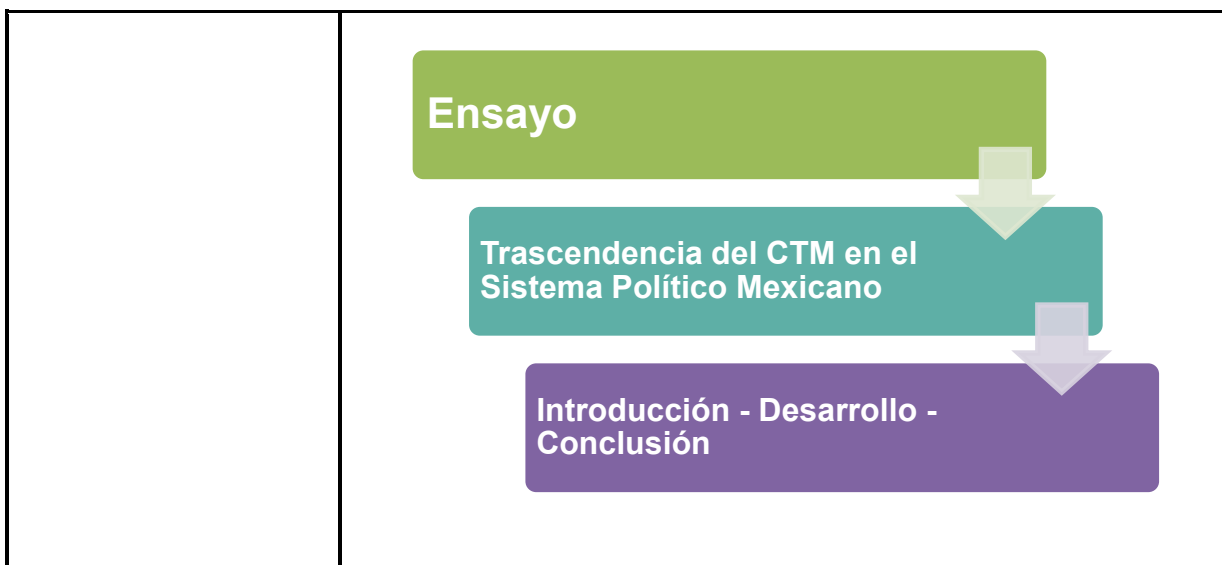 Ensayo
Trascendencia del CTM en el
Sistema Político Mexicano
Introducción - Desarrollo -
Conclusión